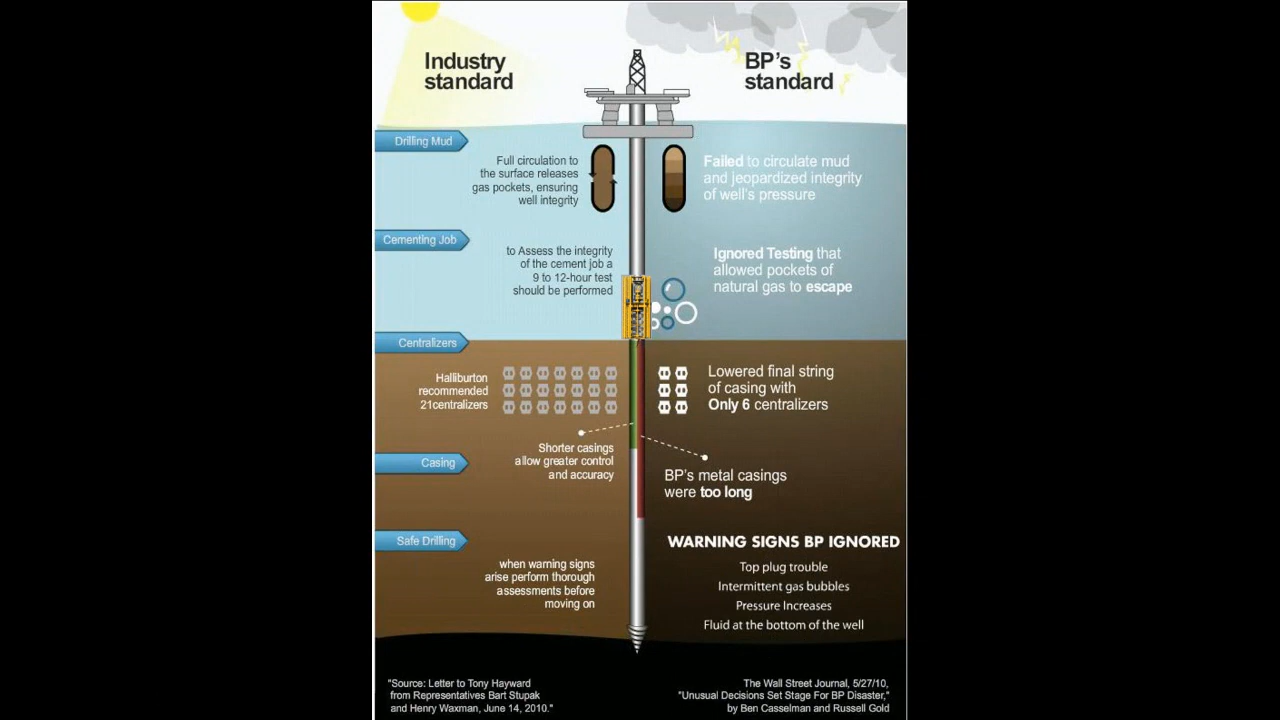 Industry
standard
BP's
standard
Drilling Mud
Full circulation to
the surface releases
gas pockets, ensuring
well integrity
Failed to circulate mud
and jeopardized integrity
of well's pressure
Cementing Job
to Assess the integrity
of the cement job a
9 to 12-hour test
should be performed
Ignored Testing that
allowed pockets of
natural gas to escape
Centralizers
Halliburton
recommended
21centralizers
Lowered final string
of casing with
Only 6 centralizers
Casing
Shorter casings
allow greater control
and accuracy
BP's metal casings
were too long
Safe Drilling
when warning signs
arise perform thorough
assessments before
moving on
WARNING SIGNS BP IGNORED
Top plug trouble
Intermittent gas bubbles
Pressure Increases
Fluid at the bottom of the well
"Source: Letter to Tony Hayward
from Representatives Bart Stupak
and Henry Waxman, June 14, 2010."
The Wall Street Journal, 5/27/10,
"Unusual Decisions Set Stage For BP Disaster,"
by Ben Casselman and Russell Gold